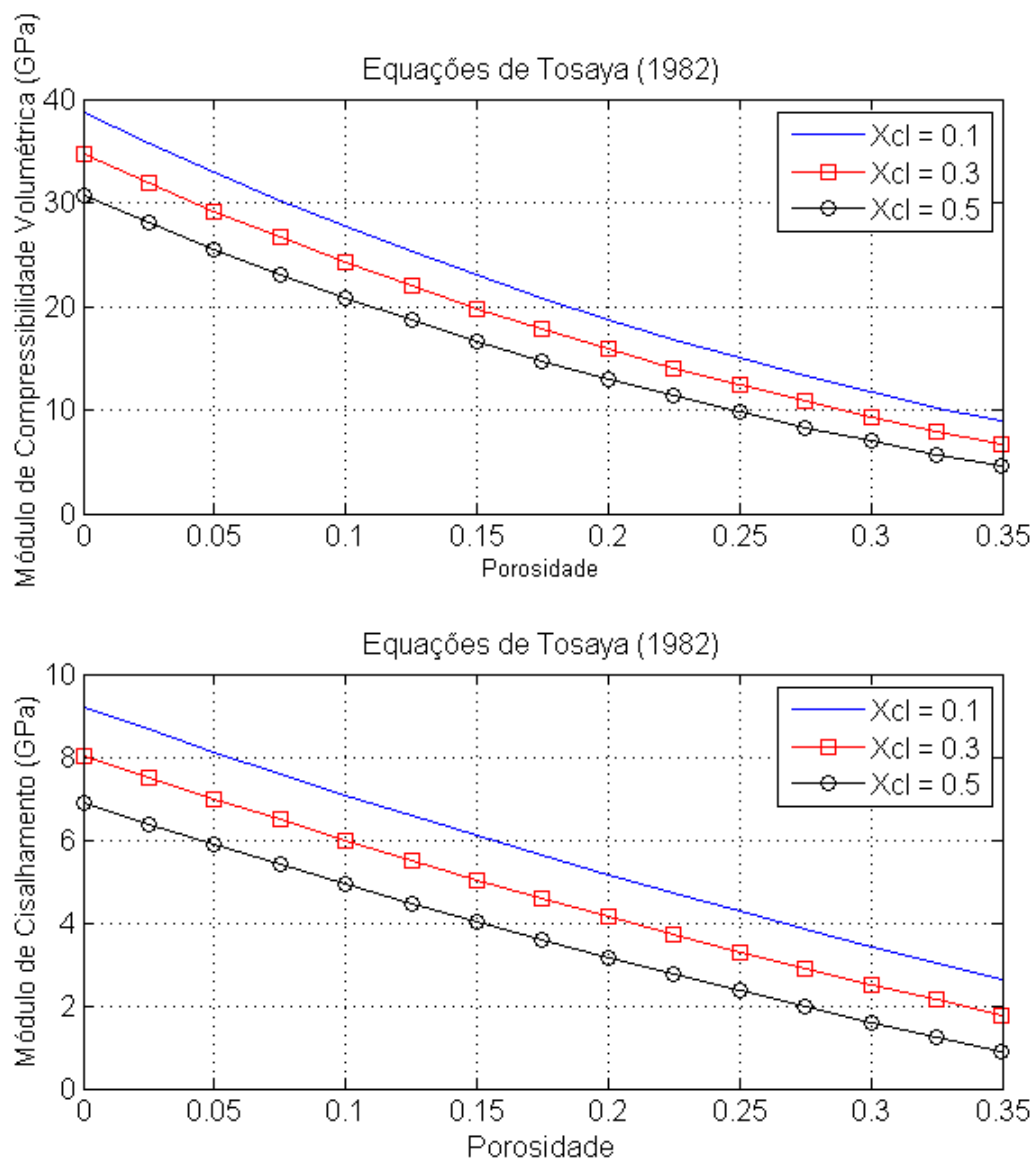 Equações de Tosaya (1982)
Módulo de Compressibilidade Volumétrica (GPa)
40
30
20
10
0
Xcl = 0.1
Xcl = 0.3
Xcl = 0.5
0 0.05 0.1 0.15 0.2 0.25 0.3 0.35
Porosidade
Equações de Tosaya (1982)
Módulo de Cisalhamento (GPa)
10
8
6
4
2
0
Xcl = 0.1
Xcl = 0.3
Xcl = 0.5
0 0.05 0.1 0.15 0.2 0.25 0.3 0.35
Porosidade